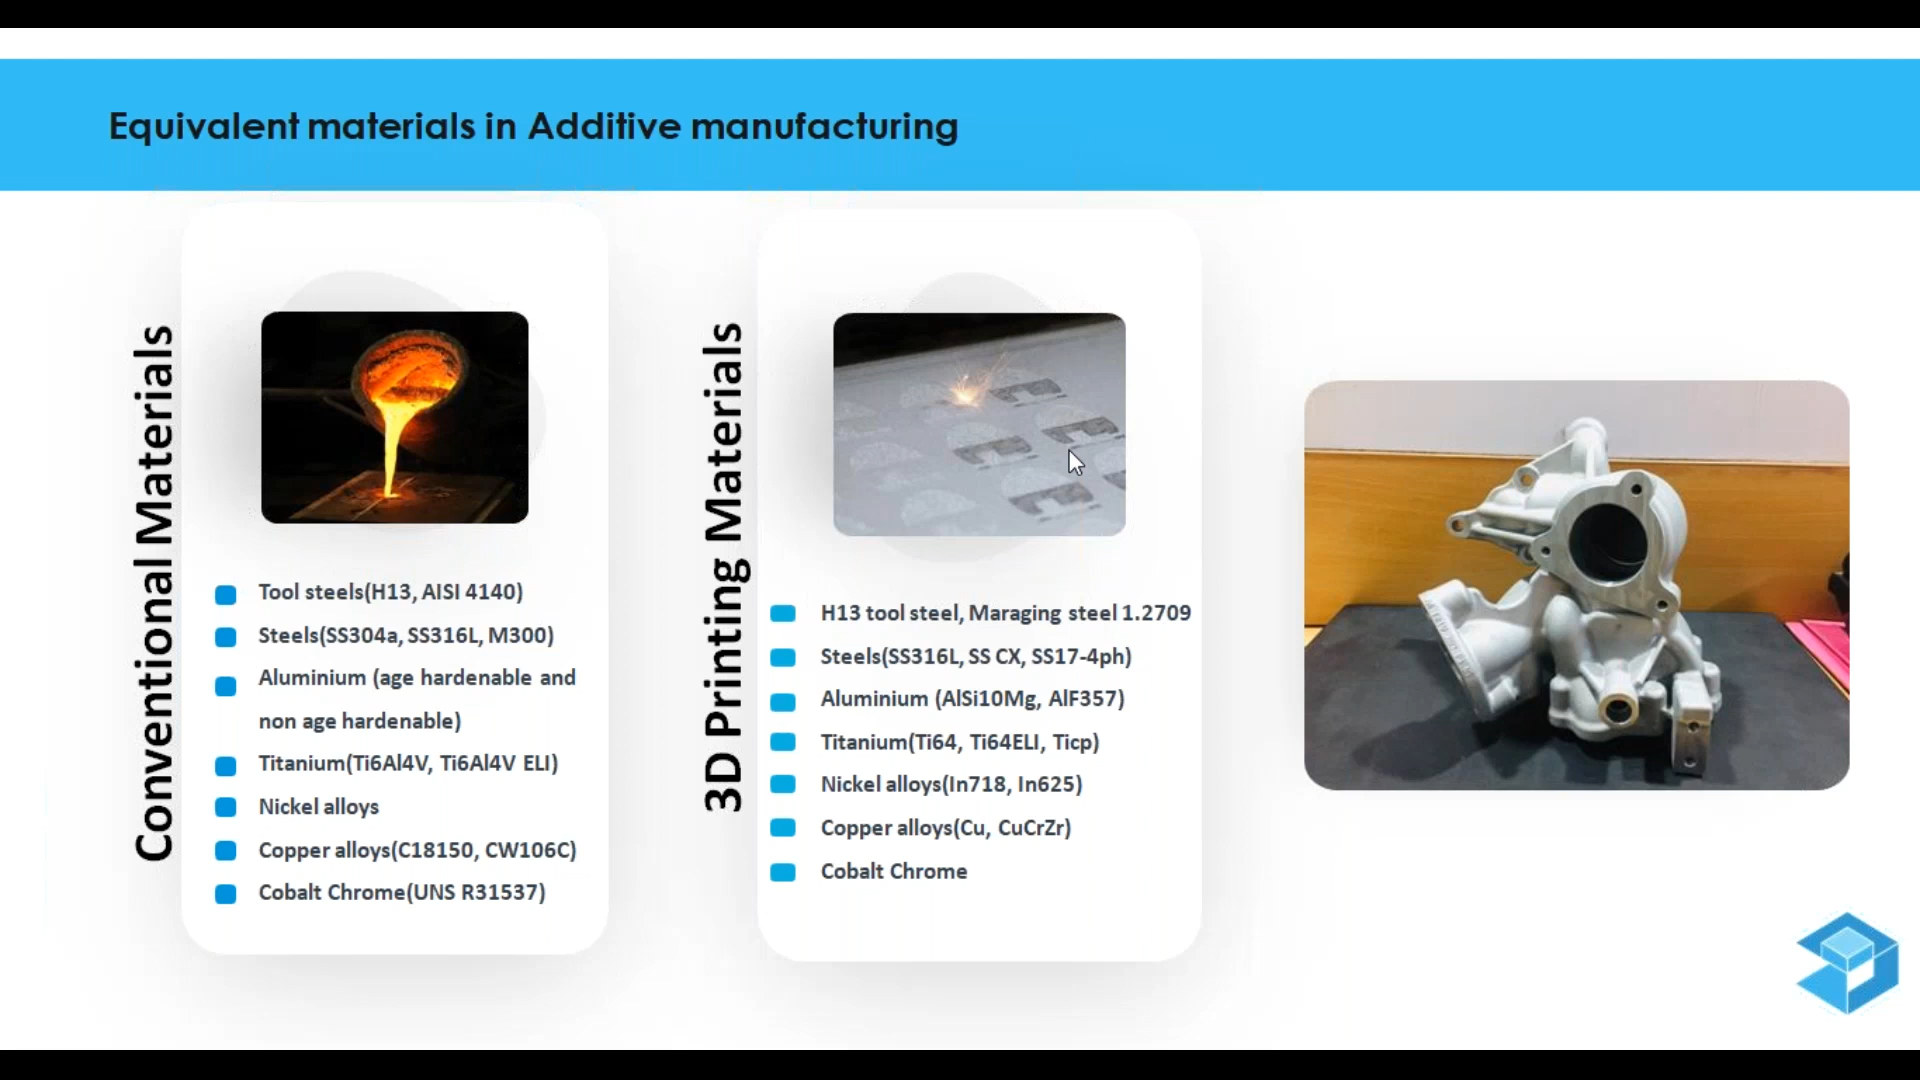 Equivalent materials in Additive manufacturing
Conventional Materials
Tool steels(H13, AISI 4140)
Steels(SS304a, SS316L, M300)
Aluminium (age hardenable and
non age hardenable)
Titanium(Ti6Al4V, Ti6Al4V ELI)
Nickel alloys
Copper alloys(C18150, CW106C)
Cobalt Chrome(UNS R31537)
3D Printing Materials
H13 tool steel, Maraging steel 1.2709
Steels(SS316L, SS CX, SS17-4ph)
Aluminium (AlSi10Mg, AlF357)
Titanium(Ti64, Ti64ELI, Ticp)
Nickel alloys(In718, In625)
Copper alloys(Cu, CuCrZr)
Cobalt Chrome